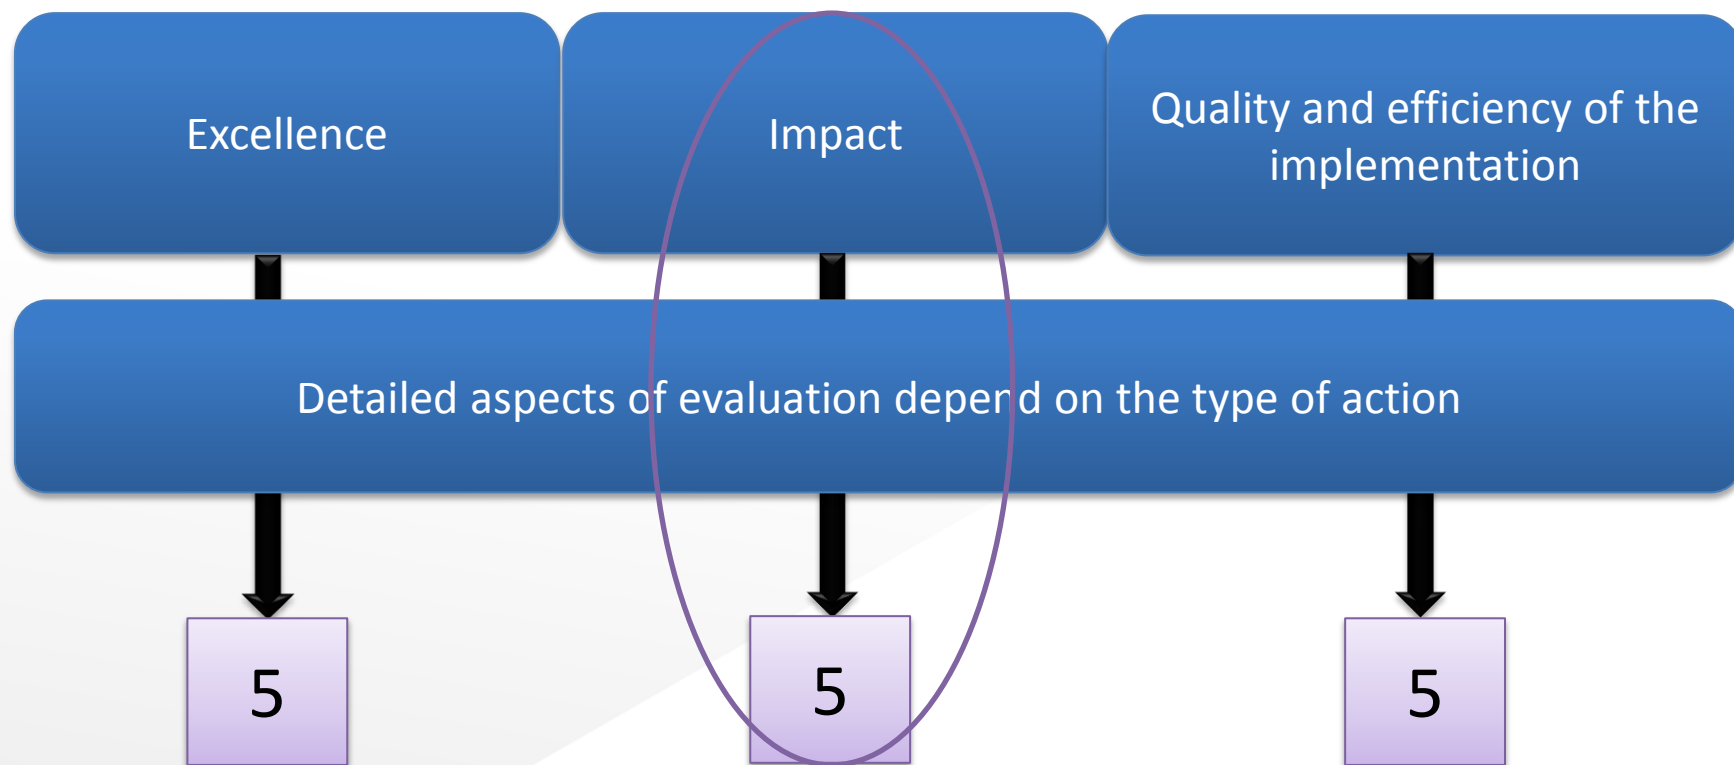 Excellence
Impact
Quality and efficiency of the
implementation
Detailed aspects of evaluation depend on the type of action
5
5
5